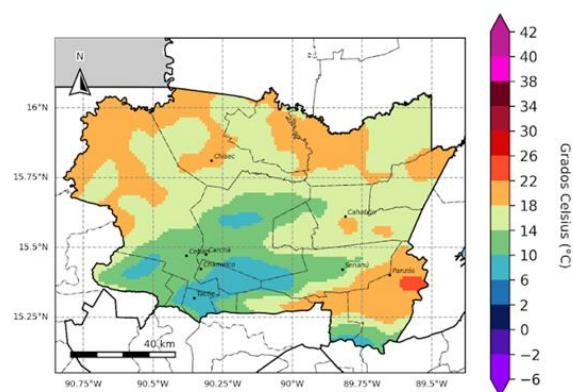 N
16°N
15.75°N
15.5°N
15.25°N
90.75°W
90.5°W
90.25°W
90°W
89.75°W
89.5°W
Chisec
Cahabón
Cobán
Carchá
Chamelco
Tactic
Senahú
Panzós
40 km
42
38
34
30
26
22
18
14
10
6
2
0
−2
−6
Grados Celsius (°C)